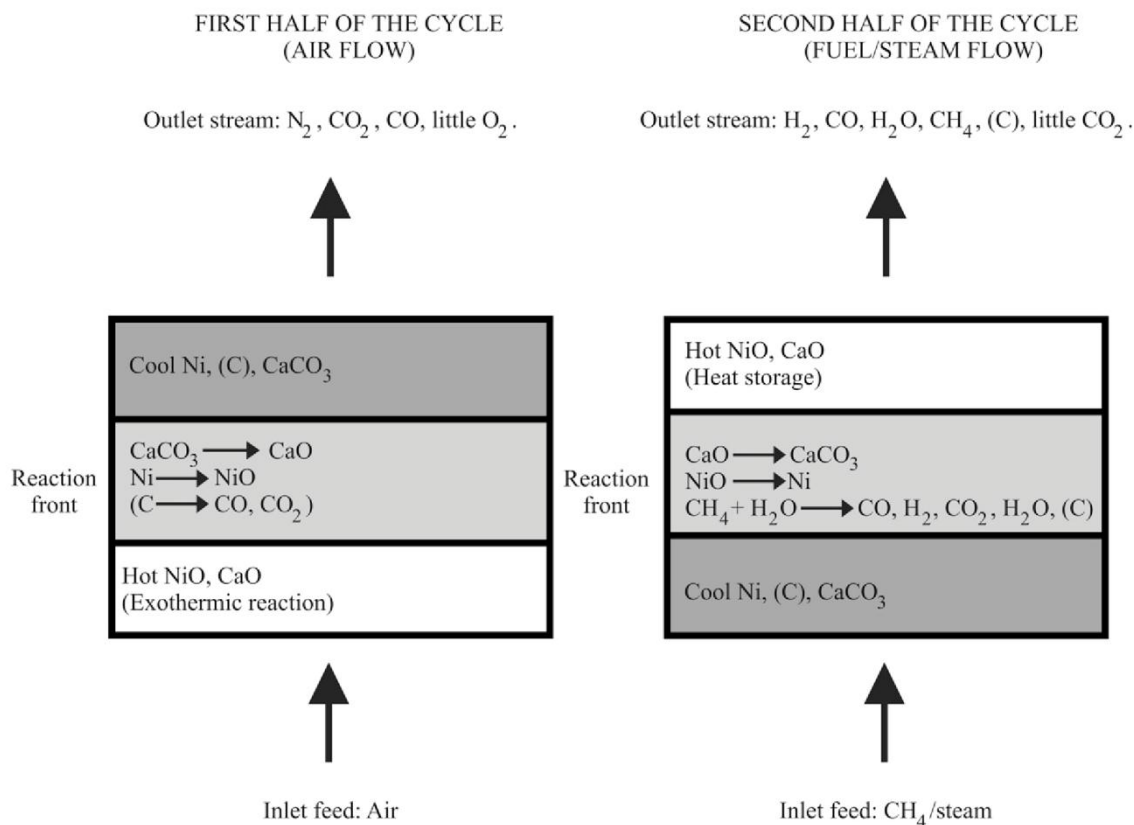 FIRST HALF OF THE CYCLE
(AIR FLOW)
Outlet stream: N2, CO2, CO, little O2.
Cool Ni, (C), CaCO3
Reaction
front
CaCO3 → CaO
Ni → NiO
(C → CO, CO2)
Hot NiO, CaO
(Exothermic reaction)
Inlet feed: Air
SECOND HALF OF THE CYCLE
(FUEL/STEAM FLOW)
Outlet stream: H2, CO, H2O, CH4, (C), little CO2.
Hot NiO, CaO
(Heat storage)
Reaction
front
CaO → CaCO3
NiO → Ni
CH4 + H2O → CO, H2, CO2, H2O, (C)
Cool Ni, (C), CaCO3
Inlet feed: CH4/steam